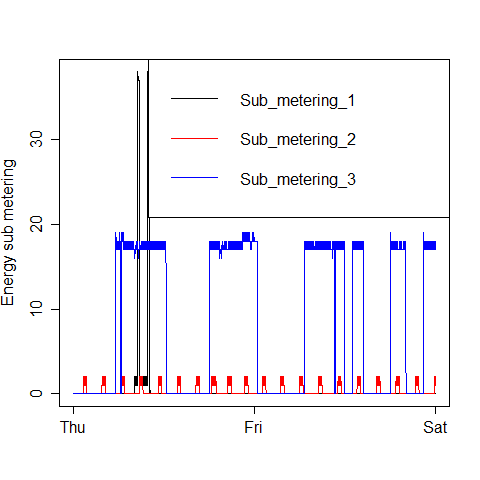 Energy sub metering
30
20
10
0
Sub_metering_1
Sub_metering_2
Sub_metering_3
Thu Fri Sat